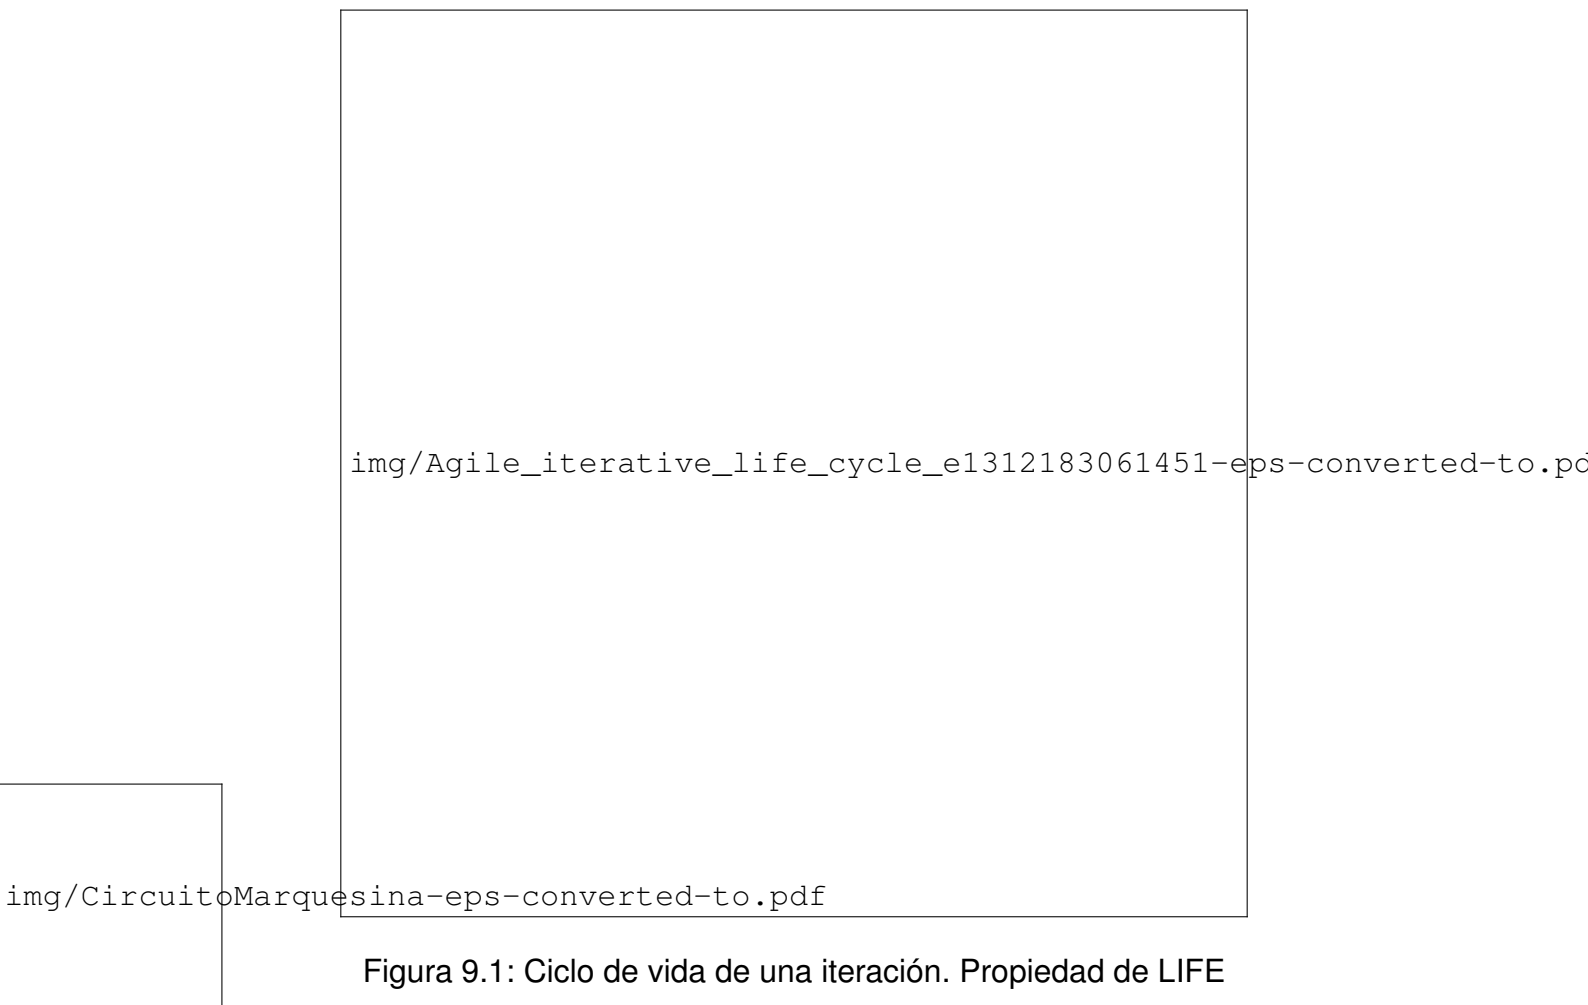 img/Agile_iterative_life_cycle_e1312183061451-eps-converted-to.pd
img/CircuitoMarquesina-eps-converted-to.pdf
Figura 9.1: Ciclo de vida de una iteración. Propiedad de LIFE